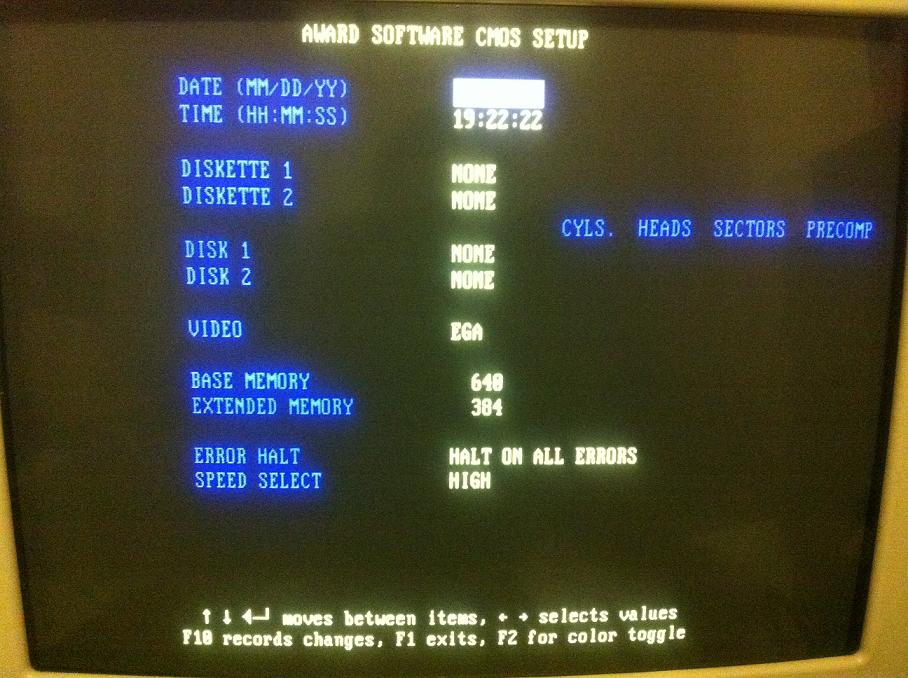 AWARD SOFTWARE CMOS SETUP
DATE (MM/DD/YY)
TIME (HH:MM:SS) 19:22:22
DISKETTE 1 NONE
DISKETTE 2 NONE
CYLS. HEADS SECTORS PRECOMP
DISK 1 NONE
DISK 2 NONE
VIDEO EGA
BASE MEMORY 640
EXTENDED MEMORY 384
ERROR HALT HALT ON ALL ERRORS
SPEED SELECT HIGH
↑ ↓ ↵ moves between items, ← → selects values
F10 records changes, F1 exits, F2 for color toggle